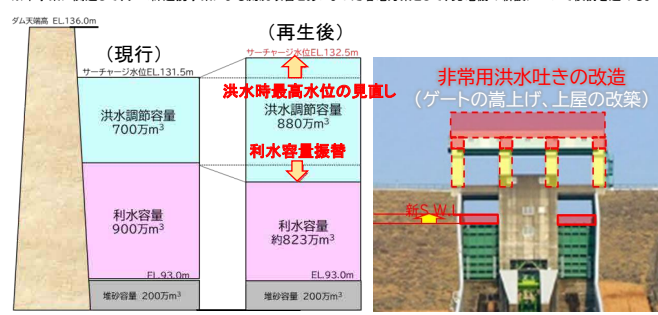 ダム天端高 EL.136.0m
(現行)
(再生後)
サーチャージ水位EL.131.5m
サーチャージ水位EL.132.5m
洪水時最高水位の見直し
洪水調節容量
700万m³
洪水調節容量
880万m³
利水容量振替
利水容量
900万m³
利水容量
約823万m³
EL.93.0m
EL.93.0m
堆砂容量 200万m³
堆砂容量 200万m³
非常用洪水吐きの改造
(ゲートの嵩上げ、上屋の改築)
新S.W.L